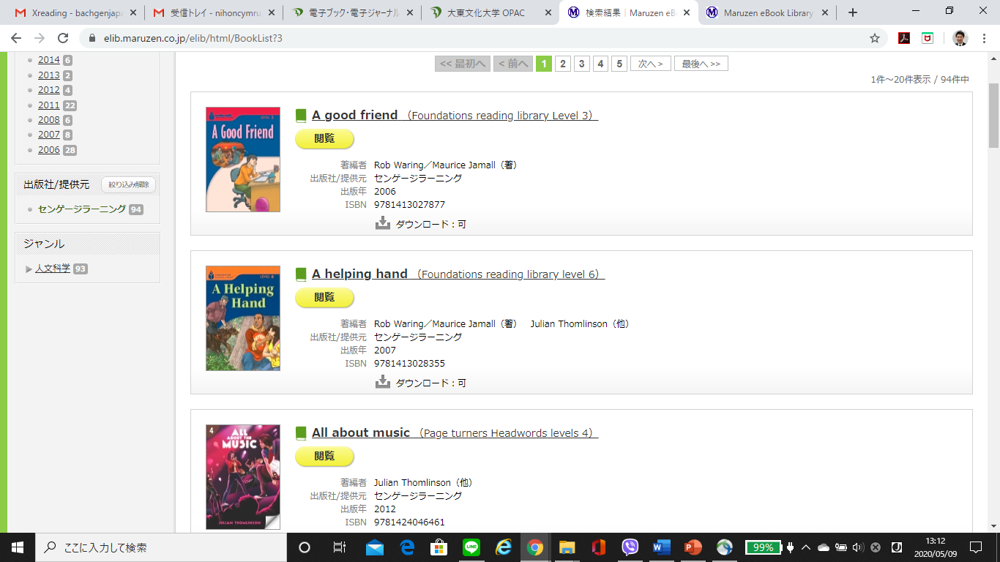 Xreading - bachgenjapa
受信トレイ - nihoncymru
電子ブック・電子ジャーナル
大東文化大学 OPAC
検索結果 | Maruzen eB
Maruzen eBook Library
elib.maruzen.co.jp/elib/html/BookList?3
2014 6
2013 2
2012 4
2011 22
2008 6
2007 8
2006 28
出版社/提供元 絞り込み解除
センゲージラーニング 94
ジャンル
人文科学 93
<< 最初へ < 前へ 1 2 3 4 5 次へ > 最後へ >>
1件～20件表示 / 94件中
A GOOD FRIEND
A good friend （Foundations reading library Level 3）
閲覧
著編者 Rob Waring／Maurice Jamall（著）
出版社/提供元 センゲージラーニング
出版年 2006
ISBN 9781413027877
ダウンロード：可
LEVEL 6
A Helping
Hand
A helping hand （Foundations reading library level 6）
閲覧
著編者 Rob Waring／Maurice Jamall（著） Julian Thomlinson（他）
出版社/提供元 センゲージラーニング
出版年 2007
ISBN 9781413028355
ダウンロード：可
4
ALL
ABOUT THE
MUSIC
JULIAN THOMLINSON
All about music （Page turners Headwords levels 4）
閲覧
著編者 Julian Thomlinson（他）
出版社/提供元 センゲージラーニング
出版年 2012
ISBN 9781424046461
ここに入力して検索
LINE
99%
13:12
2020/05/09